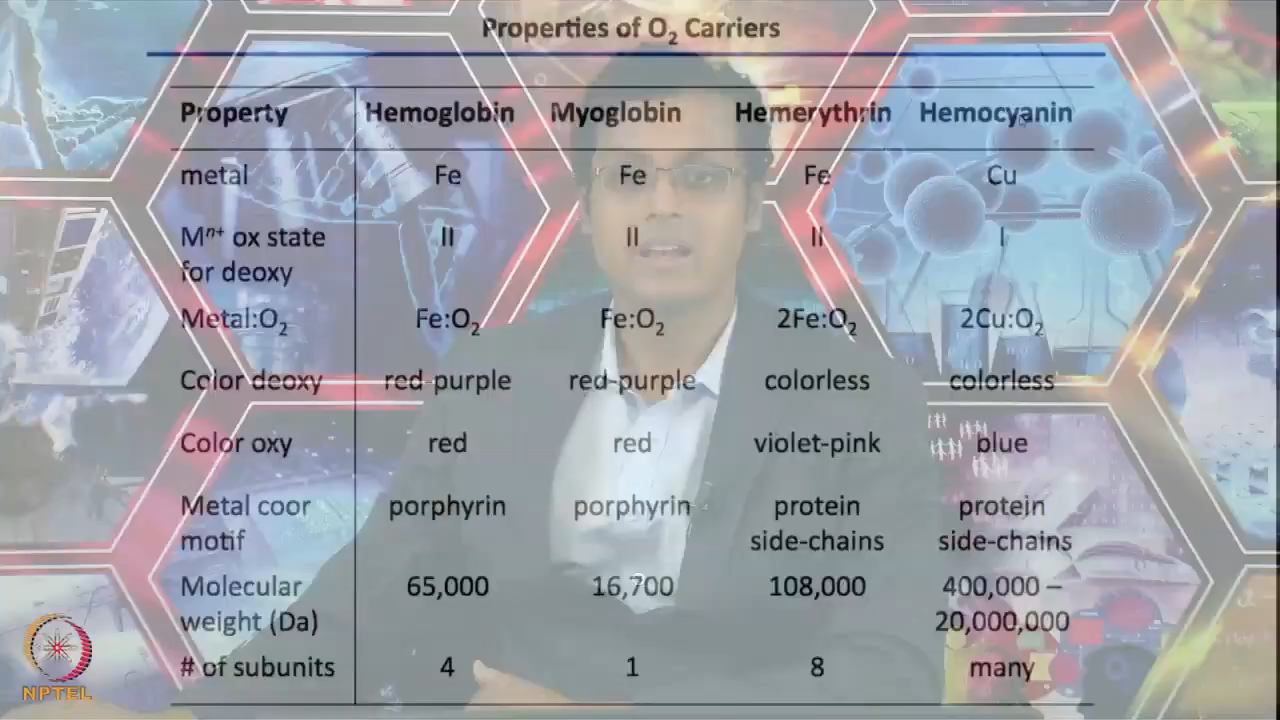 Properties of O₂ Carriers
Property Hemoglobin Myoglobin Hemerythrin Hemocyanin
metal Fe Fe Fe Cu
Mⁿ⁺ ox state II II II I
for deoxy
Metal:O₂ Fe:O₂ Fe:O₂ 2Fe:O₂ 2Cu:O₂
Color deoxy red-purple red-purple colorless colorless
Color oxy red red violet-pink blue
Metal coor porphyrin porphyrin protein protein
motif side-chains side-chains
Molecular 65,000 16,700 108,000 400,000 –
weight (Da) 20,000,000
# of subunits 4 1 8 many
NPTEL